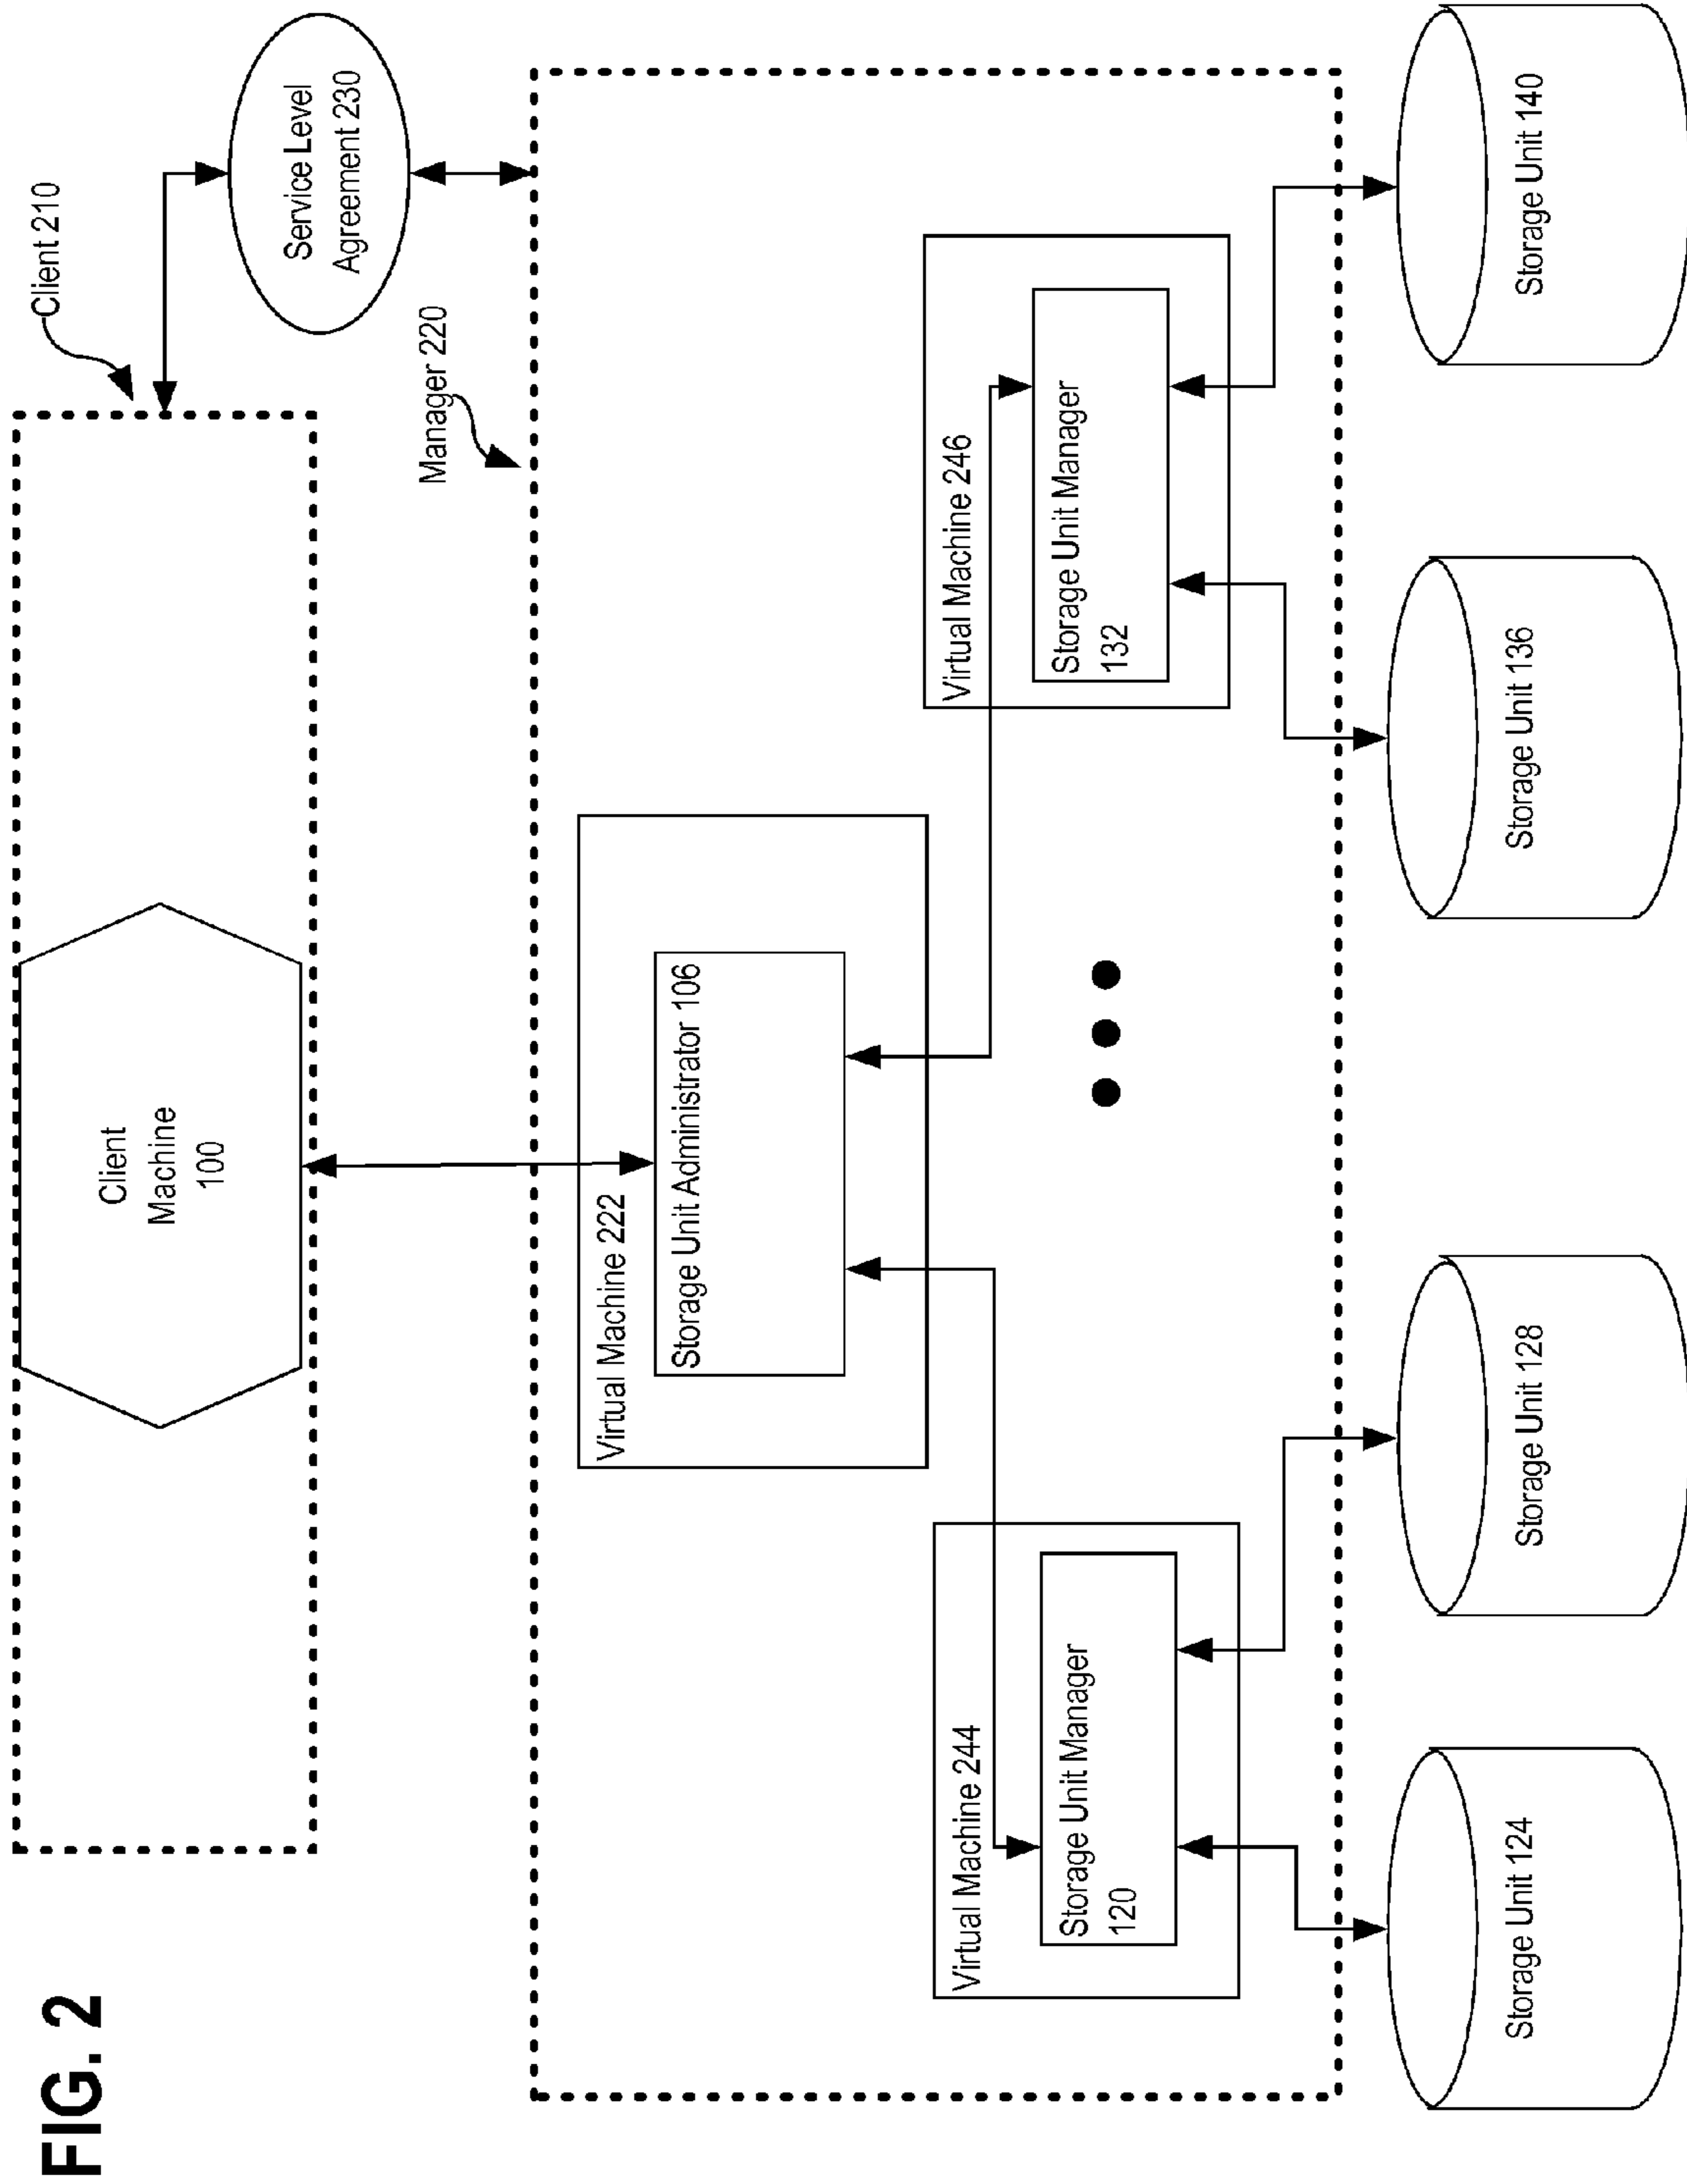 FIG. 2
Client 210
Client
Machine
100
Service Level
Agreement 230
Manager 220
Virtual Machine 222
Storage Unit Administrator 106
Virtual Machine 244
Storage Unit Manager
120
Virtual Machine 246
Storage Unit Manager
132
Storage Unit 124
Storage Unit 128
Storage Unit 136
Storage Unit 140